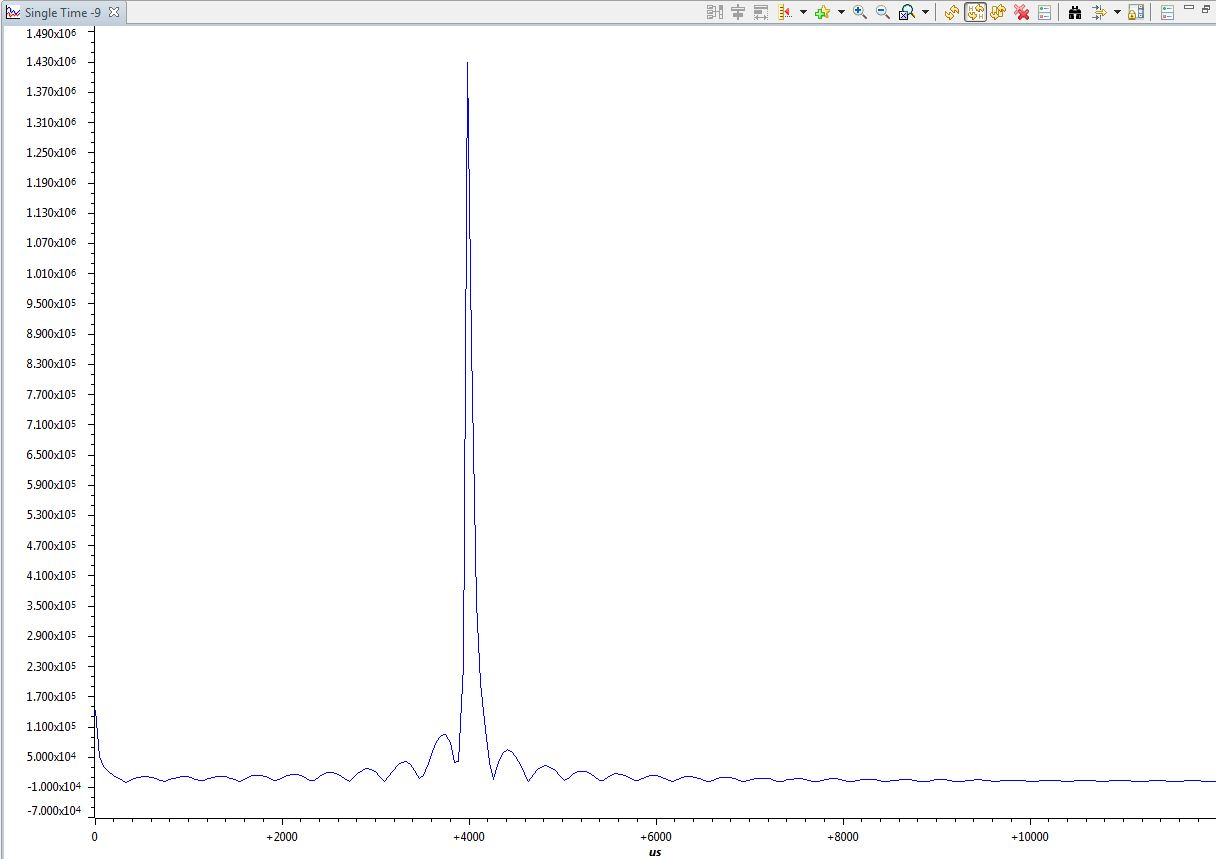 Single Time -9
1.490x10⁶
1.430x10⁶
1.370x10⁶
1.310x10⁶
1.250x10⁶
1.190x10⁶
1.130x10⁶
1.070x10⁶
1.010x10⁶
9.500x10⁵
8.900x10⁵
8.300x10⁵
7.700x10⁵
7.100x10⁵
6.500x10⁵
5.900x10⁵
5.300x10⁵
4.700x10⁵
4.100x10⁵
3.500x10⁵
2.900x10⁵
2.300x10⁵
1.700x10⁵
1.100x10⁵
5.000x10⁴
-1.000x10⁴
-7.000x10⁴
0 +2000 +4000 +6000 +8000 +10000
us